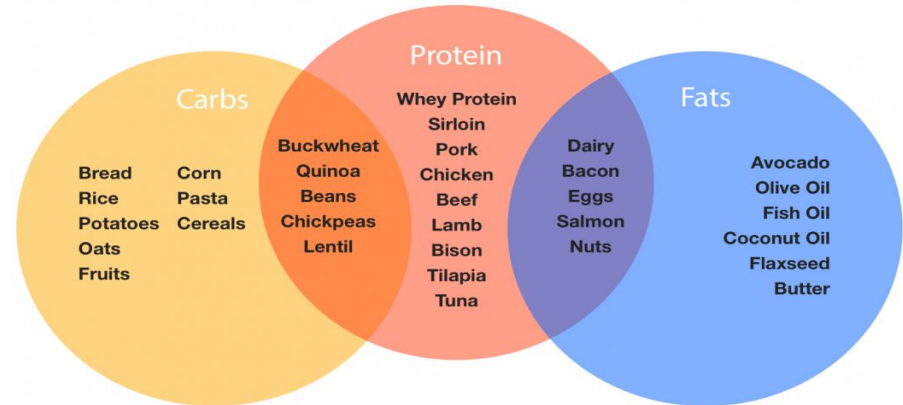 Carbs
Bread
Rice
Potatoes
Oats
Fruits
Corn
Pasta
Cereals
Buckwheat
Quinoa
Beans
Chickpeas
Lentil
Protein
Whey Protein
Sirloin
Pork
Chicken
Beef
Lamb
Bison
Tilapia
Tuna
Dairy
Bacon
Eggs
Salmon
Nuts
Fats
Avocado
Olive Oil
Fish Oil
Coconut Oil
Flaxseed
Butter